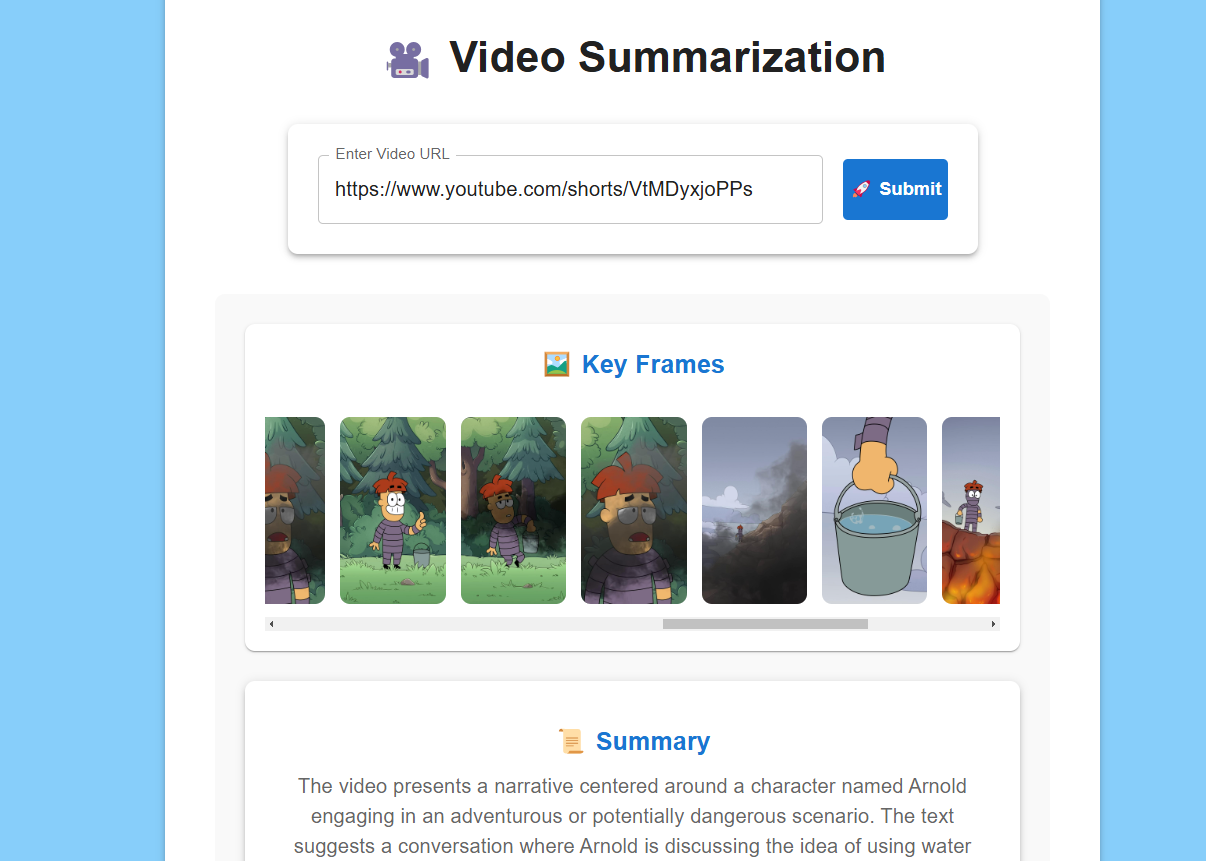 Video Summarization
Enter Video URL
https://www.youtube.com/shorts/VtMDyxjoPPs
Submit
Key Frames
Summary
The video presents a narrative centered around a character named Arnold
engaging in an adventurous or potentially dangerous scenario. The text
suggests a conversation where Arnold is discussing the idea of using water